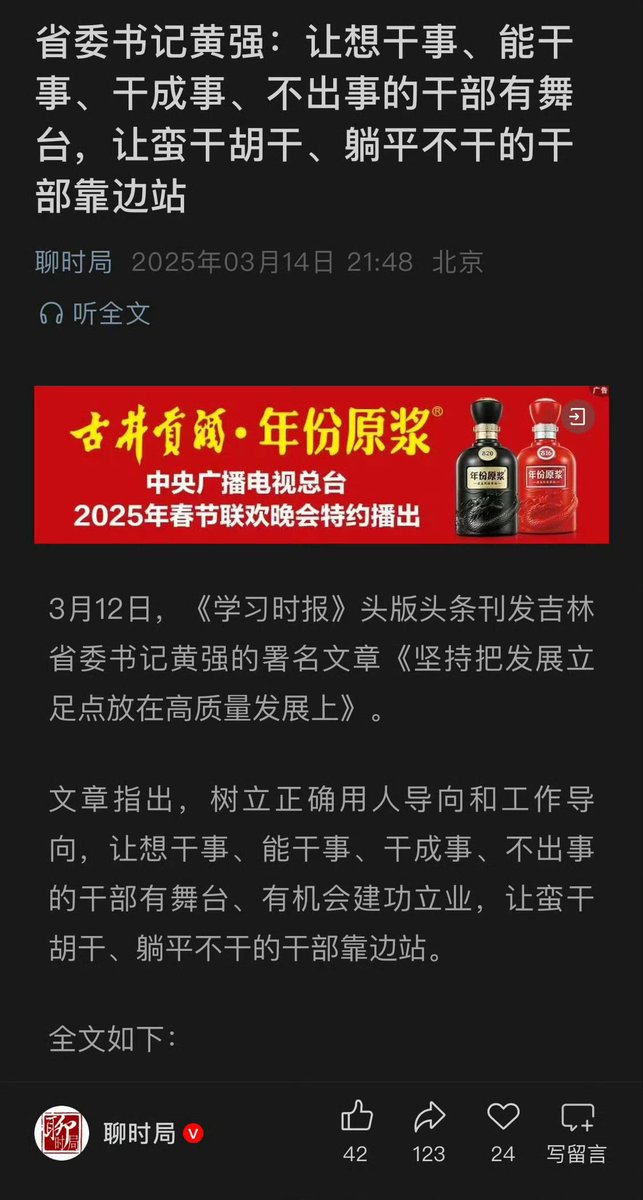 省委书记黄强：让想干事、能干
事、干成事、不出事的干部有舞
台，让蛮干胡干、躺平不干的干
部靠边站
聊时局 2025年03月14日 21:48 北京
听全文
广告
古井贡酒·年份原浆®
中央广播电视总台
2025年春节联欢晚会特约播出
古20
年份原浆
古16
年份原浆
3月12日，《学习时报》头版头条刊发吉林
省委书记黄强的署名文章《坚持把发展立
足点放在高质量发展上》。
文章指出，树立正确用人导向和工作导
向，让想干事、能干事、干成事、不出事
的干部有舞台、有机会建功立业，让蛮干
胡干、躺平不干的干部靠边站。
全文如下：
聊时局
聊时局
42 123 24 写留言